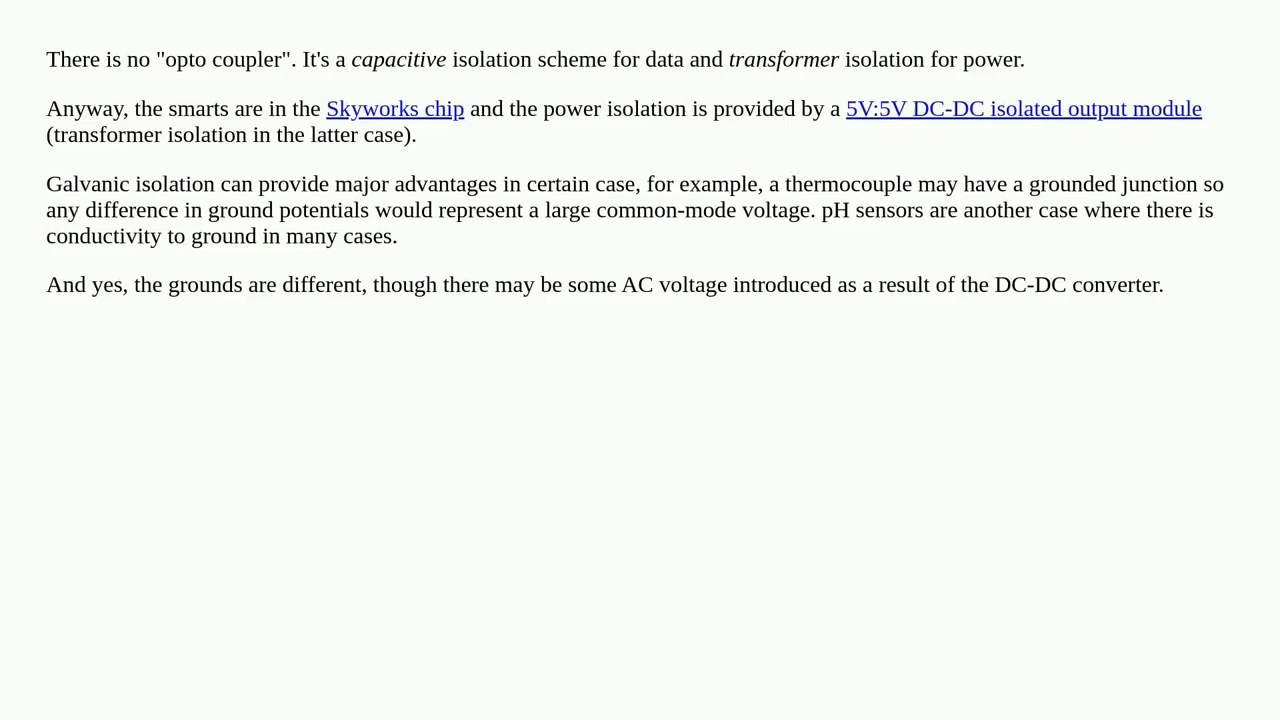 There is no "opto coupler". It's a capacitive isolation scheme for data and transformer isolation for power.
Anyway, the smarts are in the Skyworks chip and the power isolation is provided by a 5V:5V DC-DC isolated output module
(transformer isolation in the latter case).
Galvanic isolation can provide major advantages in certain case, for example, a thermocouple may have a grounded junction so
any difference in ground potentials would represent a large common-mode voltage. pH sensors are another case where there is
conductivity to ground in many cases.
And yes, the grounds are different, though there may be some AC voltage introduced as a result of the DC-DC converter.